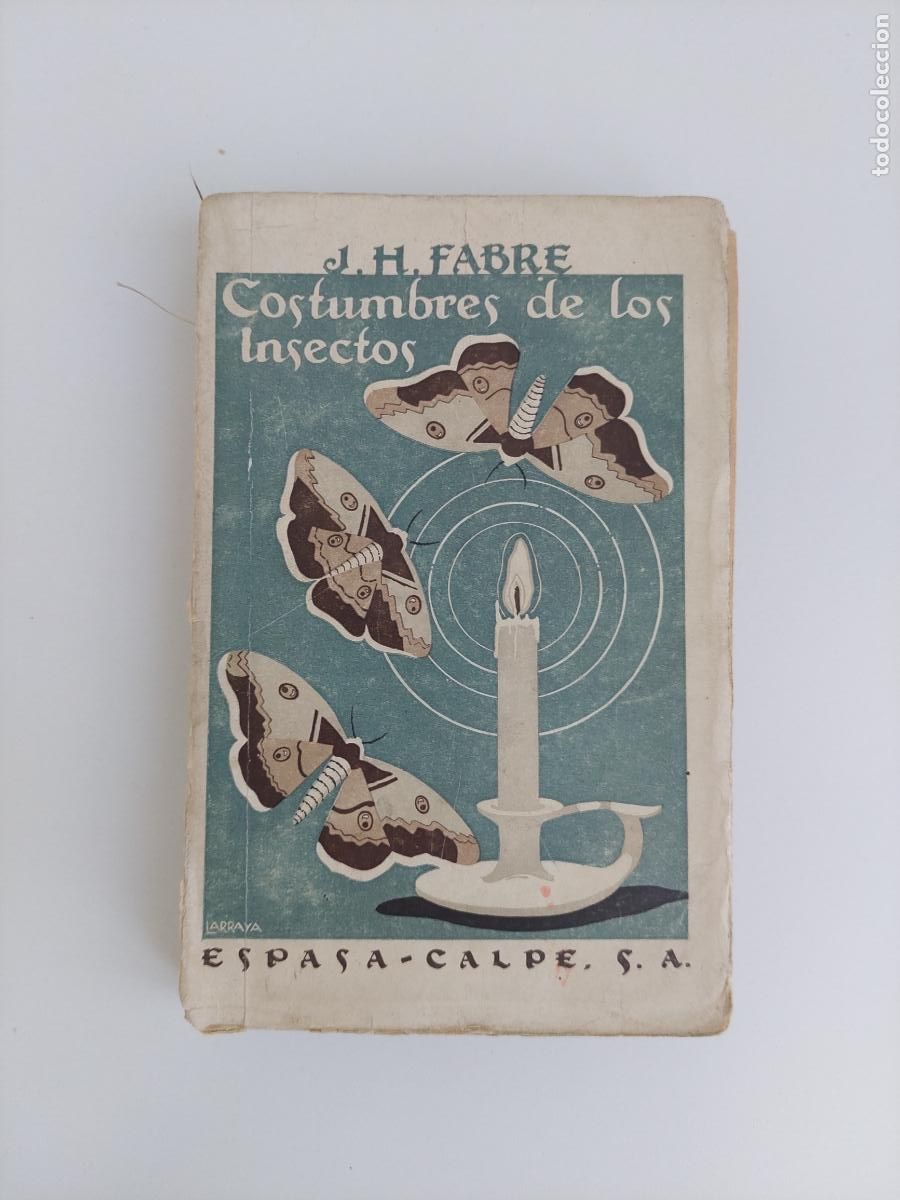 J. H. FABRE
Costumbres de los
Insectos
LARRAYA
ESPASA-CALPE, S. A.
todocoleccion